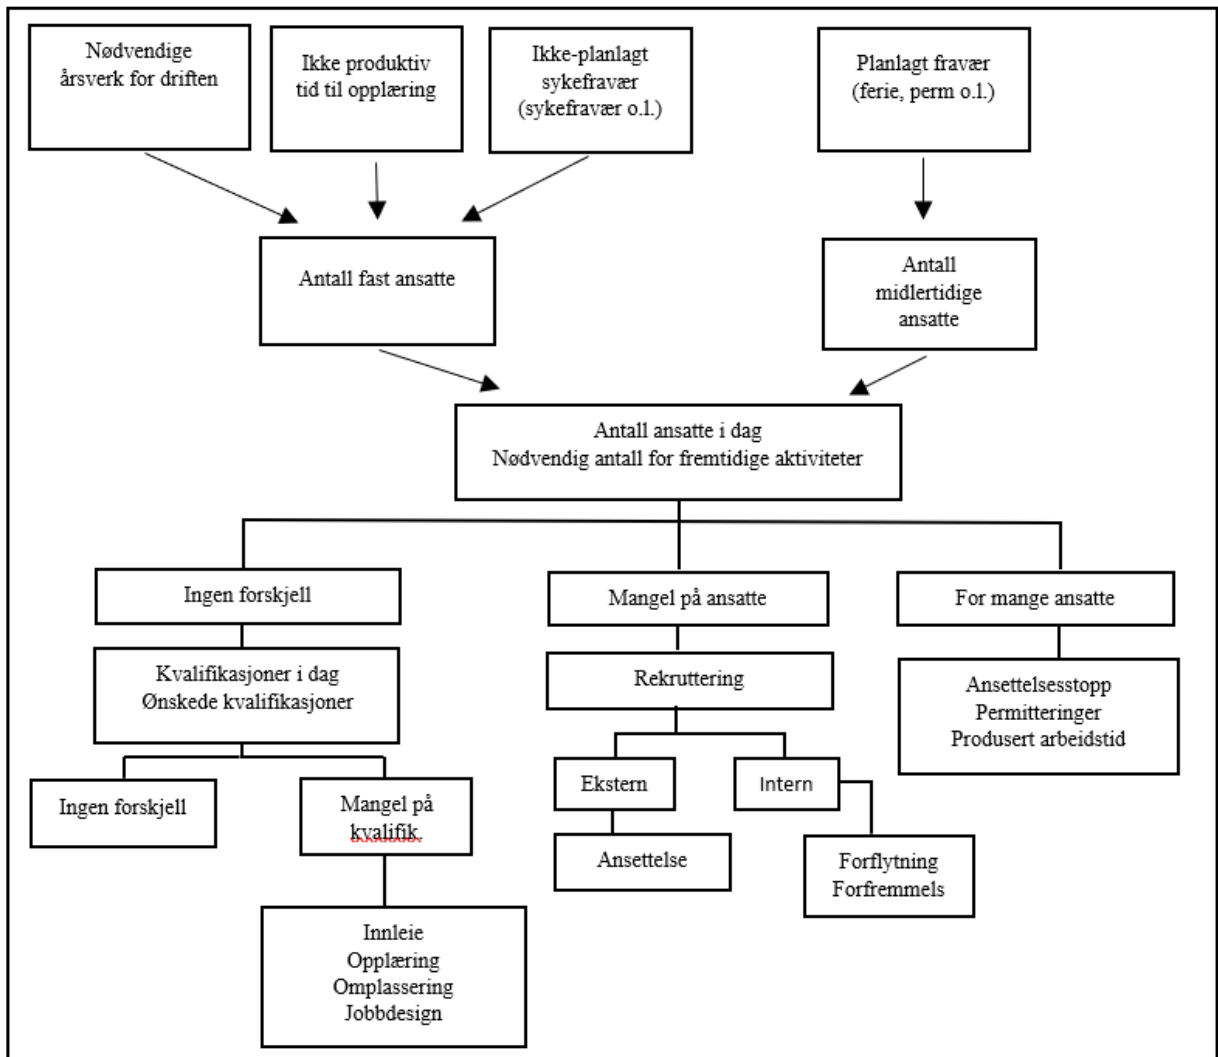 Nødvendige
årsverk for driften
Ikke produktiv
tid til opplæring
Ikke-planlagt
sykefravær
(sykefravær o.l.)
Planlagt fravær
(ferie, perm o.l.)
Antall fast ansatte
Antall
midlertidige
ansatte
Antall ansatte i dag
Nødvendig antall for fremtidige aktiviteter
Ingen forskjell
Mangel på ansatte
For mange ansatte
Kvalifikasjoner i dag
Ønskede kvalifikasjoner
Rekruttering
Ansettelsesstopp
Permitteringer
Produsert arbeidstid
Ingen forskjell
Mangel på
kvalifik.
Ekstern
Intern
Ansettelse
Forflytning
Forfremmels
Innleie
Opplæring
Omplassering
Jobbdesign